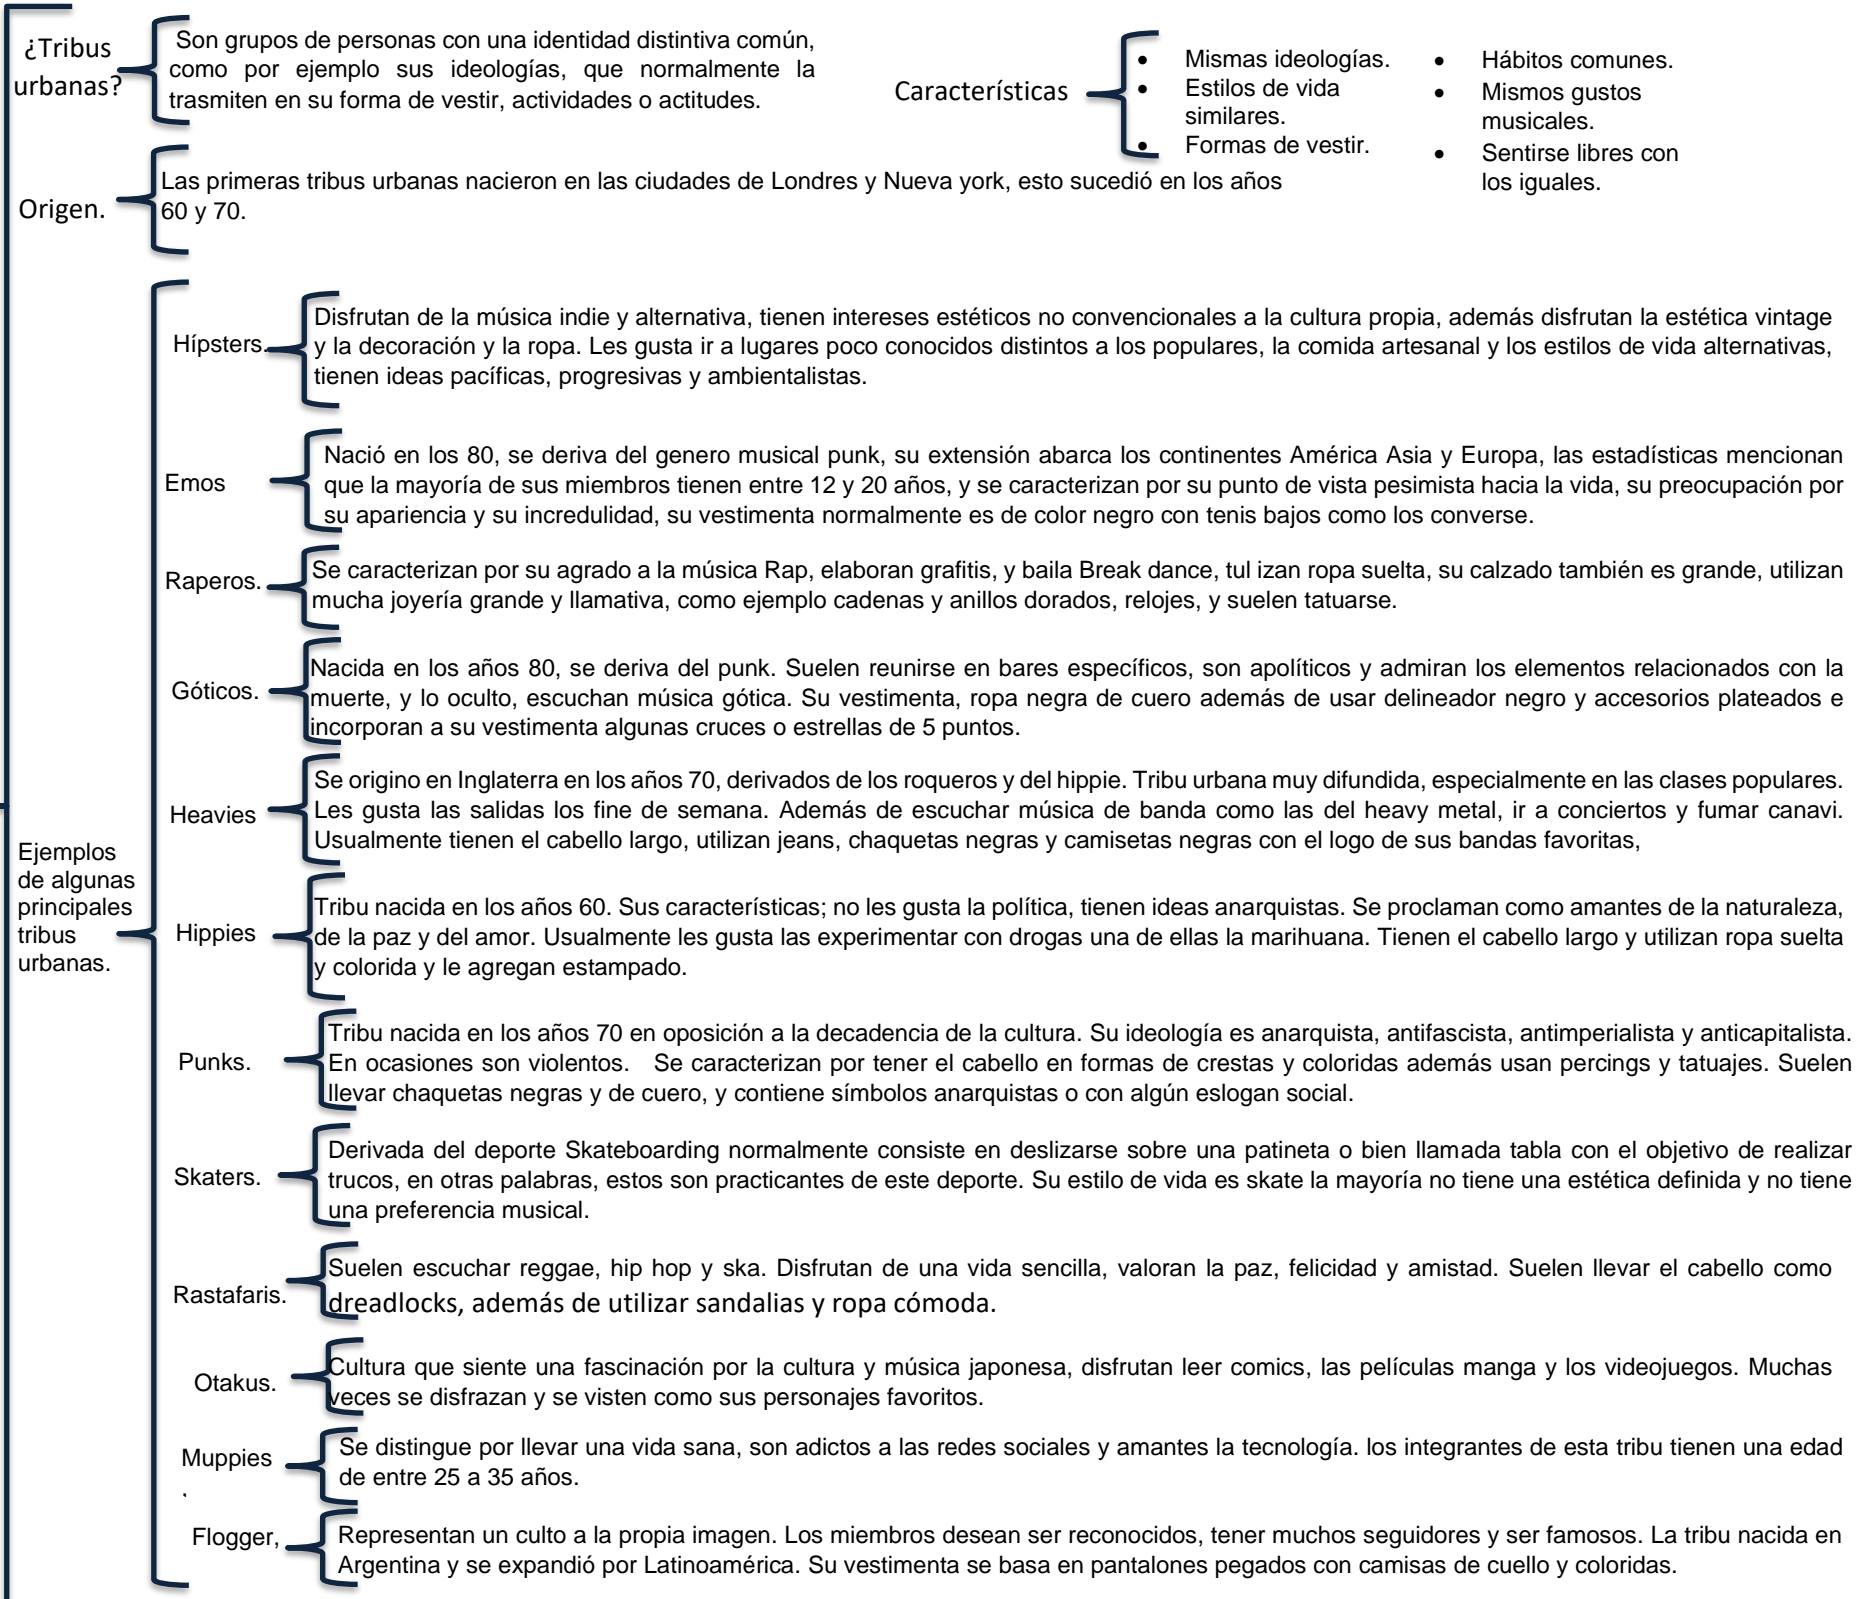 ¿Tribus
urbanas?
Son grupos de personas con una identidad distintiva común,
como por ejemplo sus ideologías, que normalmente la
trasmiten en su forma de vestir, actividades o actitudes.
Características
• Mismas ideologías.
• Estilos de vida
similares.
• Formas de vestir.
• Hábitos comunes.
• Mismos gustos
musicales.
• Sentirse libres con
los iguales.
Origen.
Las primeras tribus urbanas nacieron en las ciudades de Londres y Nueva york, esto sucedió en los años
60 y 70.
Ejemplos
de algunas
principales
tribus
urbanas.
Hípsters.
Disfrutan de la música indie y alternativa, tienen intereses estéticos no convencionales a la cultura propia, además disfrutan la estética vintage
y la decoración y la ropa. Les gusta ir a lugares poco conocidos distintos a los populares, la comida artesanal y los estilos de vida alternativas,
tienen ideas pacíficas, progresivas y ambientalistas.
Emos
Nació en los 80, se deriva del genero musical punk, su extensión abarca los continentes América Asia y Europa, las estadísticas mencionan
que la mayoría de sus miembros tienen entre 12 y 20 años, y se caracterizan por su punto de vista pesimista hacia la vida, su preocupación por
su apariencia y su incredulidad, su vestimenta normalmente es de color negro con tenis bajos como los converse.
Raperos.
Se caracterizan por su agrado a la música Rap, elaboran grafitis, y baila Break dance, tul izan ropa suelta, su calzado también es grande, utilizan
mucha joyería grande y llamativa, como ejemplo cadenas y anillos dorados, relojes, y suelen tatuarse.
Góticos.
Nacida en los años 80, se deriva del punk. Suelen reunirse en bares específicos, son apolíticos y admiran los elementos relacionados con la
muerte, y lo oculto, escuchan música gótica. Su vestimenta, ropa negra de cuero además de usar delineador negro y accesorios plateados e
incorporan a su vestimenta algunas cruces o estrellas de 5 puntos.
Heavies
Se origino en Inglaterra en los años 70, derivados de los roqueros y del hippie. Tribu urbana muy difundida, especialmente en las clases populares.
Les gusta las salidas los fine de semana. Además de escuchar música de banda como las del heavy metal, ir a conciertos y fumar canavi.
Usualmente tienen el cabello largo, utilizan jeans, chaquetas negras y camisetas negras con el logo de sus bandas favoritas,
Hippies
Tribu nacida en los años 60. Sus características; no les gusta la política, tienen ideas anarquistas. Se proclaman como amantes de la naturaleza,
de la paz y del amor. Usualmente les gusta las experimentar con drogas una de ellas la marihuana. Tienen el cabello largo y utilizan ropa suelta
y colorida y le agregan estampado.
Punks.
Tribu nacida en los años 70 en oposición a la decadencia de la cultura. Su ideología es anarquista, antifascista, antimperialista y anticapitalista.
En ocasiones son violentos. Se caracterizan por tener el cabello en formas de crestas y coloridas además usan percings y tatuajes. Suelen
llevar chaquetas negras y de cuero, y contiene símbolos anarquistas o con algún eslogan social.
Skaters.
Derivada del deporte Skateboarding normalmente consiste en deslizarse sobre una patineta o bien llamada tabla con el objetivo de realizar
trucos, en otras palabras, estos son practicantes de este deporte. Su estilo de vida es skate la mayoría no tiene una estética definida y no tiene
una preferencia musical.
Rastafaris.
Suelen escuchar reggae, hip hop y ska. Disfrutan de una vida sencilla, valoran la paz, felicidad y amistad. Suelen llevar el cabello como
dreadlocks, además de utilizar sandalias y ropa cómoda.
Otakus.
Cultura que siente una fascinación por la cultura y música japonesa, disfrutan leer comics, las películas manga y los videojuegos. Muchas
veces se disfrazan y se visten como sus personajes favoritos.
Muppies
.
Se distingue por llevar una vida sana, son adictos a las redes sociales y amantes la tecnología. los integrantes de esta tribu tienen una edad
de entre 25 a 35 años.
Flogger,
Representan un culto a la propia imagen. Los miembros desean ser reconocidos, tener muchos seguidores y ser famosos. La tribu nacida en
Argentina y se expandió por Latinoamérica. Su vestimenta se basa en pantalones pegados con camisas de cuello y coloridas.